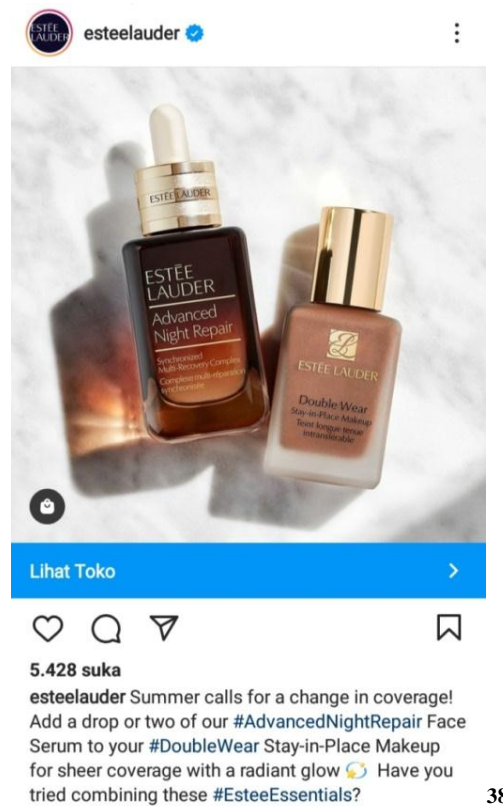 ESTĒE
LAUDER
esteelauder
ESTĒE LAUDER
ESTĒE
LAUDER
Advanced
Night Repair
Synchronized
Multi-Recovery Complex
Complexe multi-réparation
synchronisée
ESTĒE LAUDER
Double Wear
Stay-in-Place Makeup
Teint longue tenue
intransférable
Lihat Toko
5.428 suka
esteelauder Summer calls for a change in coverage!
Add a drop or two of our #AdvancedNightRepair Face
Serum to your #DoubleWear Stay-in-Place Makeup
for sheer coverage with a radiant glow 💫 Have you
tried combining these #EsteeEssentials?
38